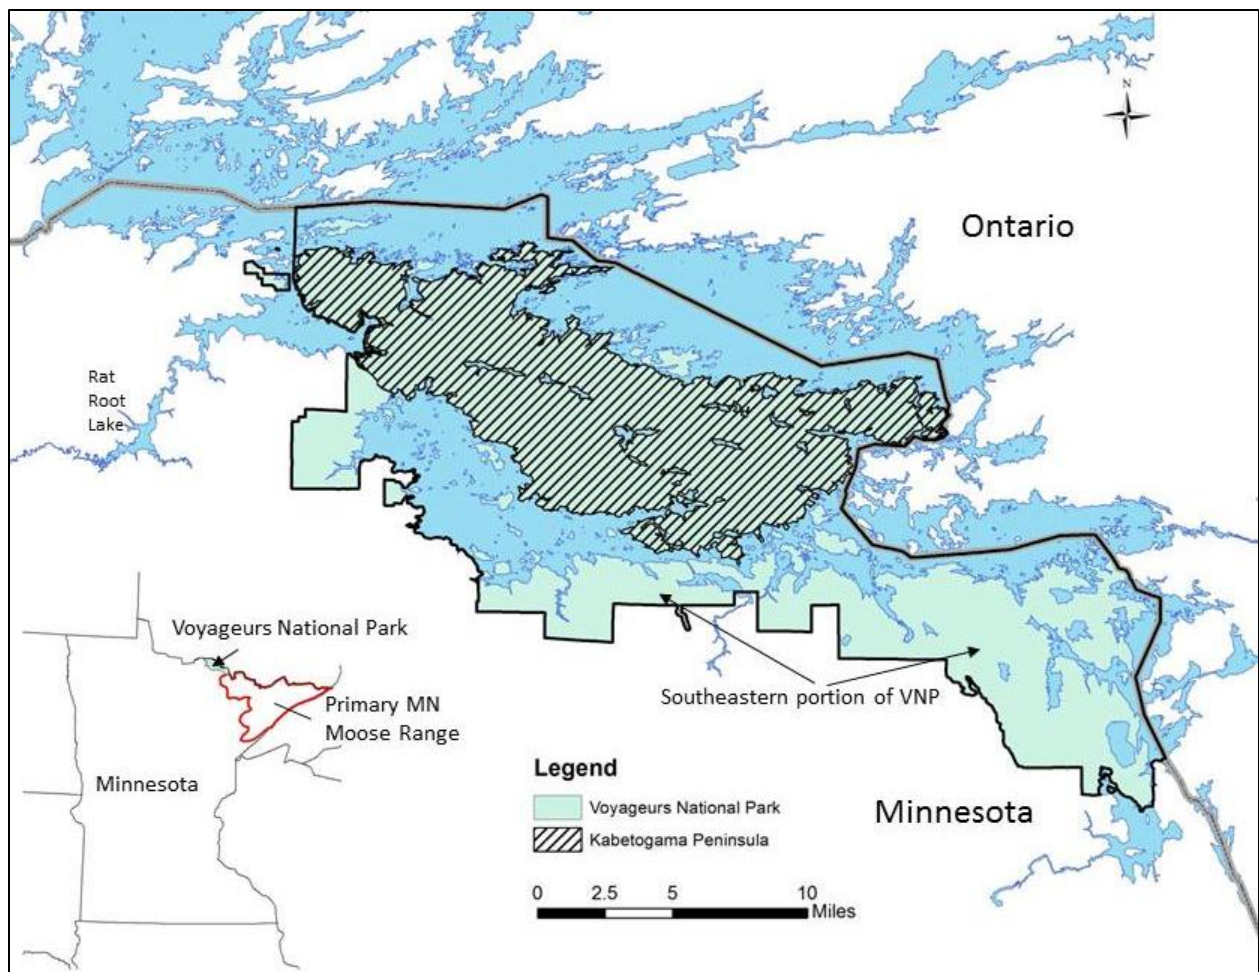 N
Ontario
Rat
Root
Lake
Voyageurs National Park
Primary MN
Moose Range
Minnesota
Southeastern portion of VNP
Legend
Voyageurs National Park
Kabetogama Peninsula
0 2.5 5 10
Miles
Minnesota